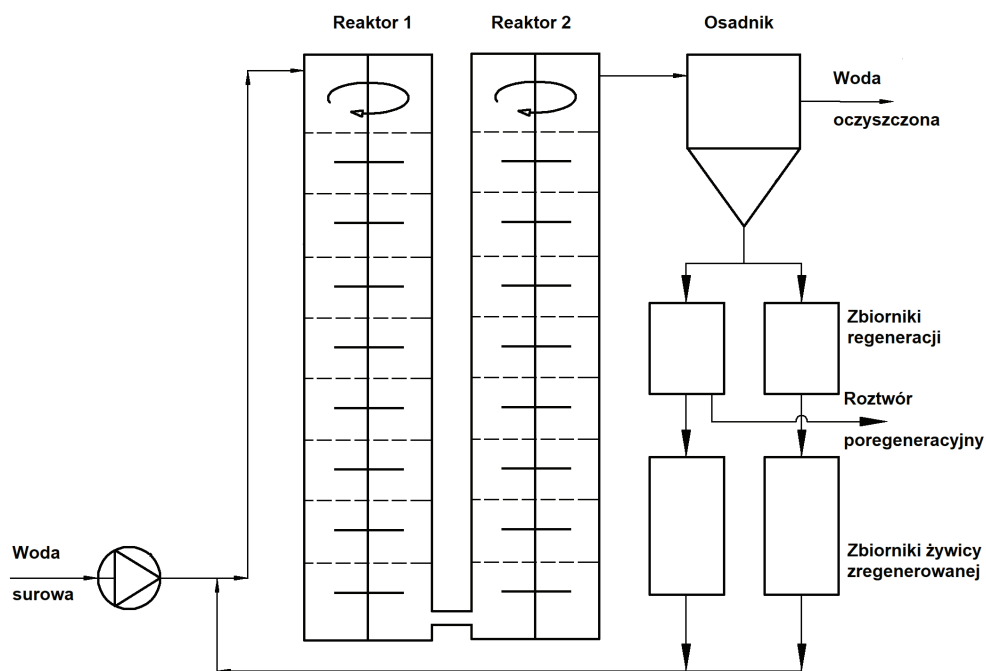 Reaktor 1
Reaktor 2
Osadnik
Woda
oczyszczona
Zbiorniki
regeneracji
Roztwór
poregeneracyjny
Woda
surowa
Zbiorniki żywicy
zregenerowanej